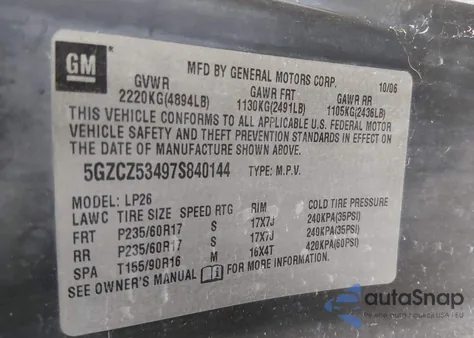 GM
MFD BY GENERAL MOTORS CORP. 10/06
GVWR GAWR FRT GAWR RR
2220KG(4894LB) 1130KG(2491LB) 1105KG(2436LB)
THIS VEHICLE CONFORMS TO ALL APPLICABLE U.S. FEDERAL MOTOR
VEHICLE SAFETY AND THEFT PREVENTION STANDARDS IN EFFECT ON
THE DATE OF MANUFACTURE SHOWN ABOVE.
5GZCZ53497S840144 TYPE: M.P.V.
MODEL: LP26
LAWC TIRE SIZE SPEED RTG RIM COLD TIRE PRESSURE
FRT P235/60R17 S 17X7J 240KPA(35PSI)
RR P235/60R17 S 17X7J 240KPA(35PSI)
SPA T155/90R16 M 16X4T 420KPA(60PSI)
SEE OWNER'S MANUAL FOR MORE INFORMATION.
autoSnap